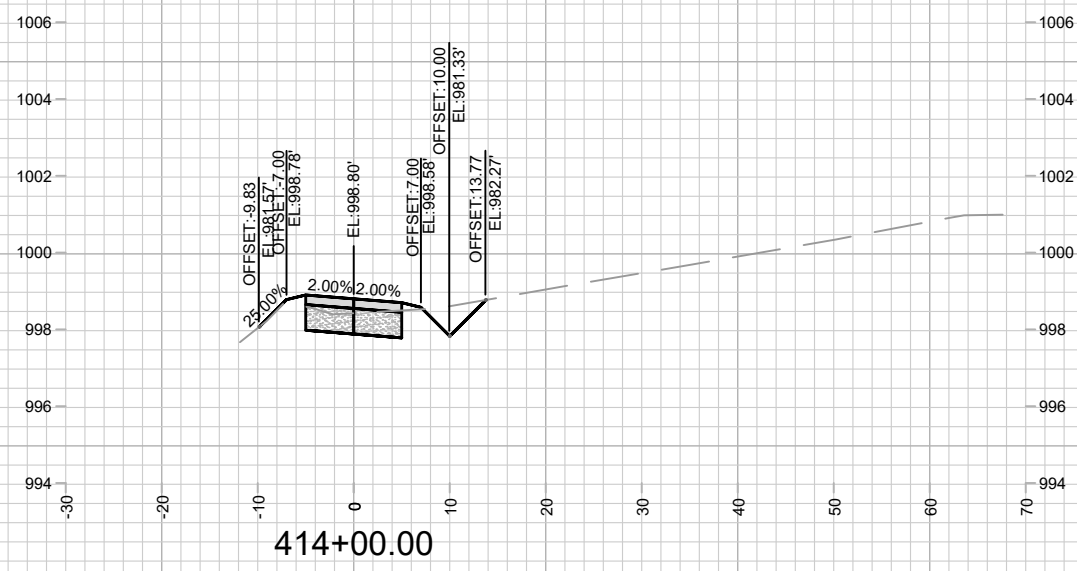 1006
1006
1004
1004
1002
1002
1000
1000
998
998
996
996
994
994
OFFSET:-9.83
EL:981.57'
OFFSET:-7.00
EL:998.78'
EL:998.80'
OFFSET:7.00
EL:998.58'
OFFSET:10.00
EL:981.33'
OFFSET:13.77
EL:982.27'
25.00%
2.00%
2.00%
-30
-20
-10
0
10
20
30
40
50
60
70
414+00.00